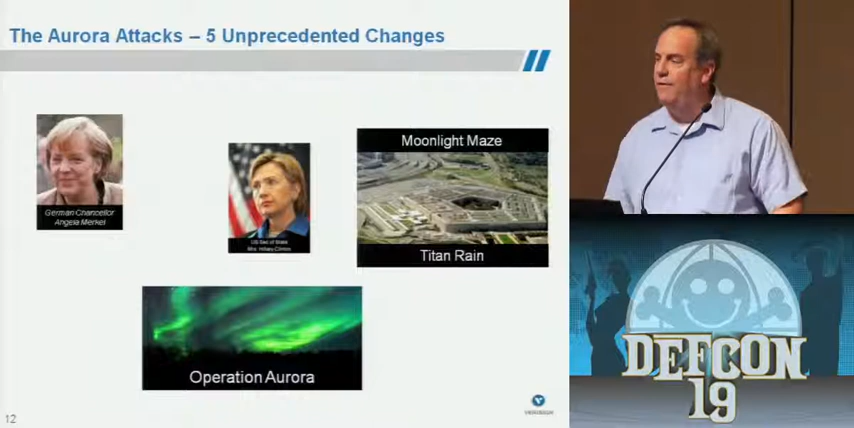 The Aurora Attacks – 5 Unprecedented Changes
German Chancellor
Angela Merkel
US Sec of State
Mrs. Hillary Clinton
Moonlight Maze
Titan Rain
Operation Aurora
12
DEFCON
19